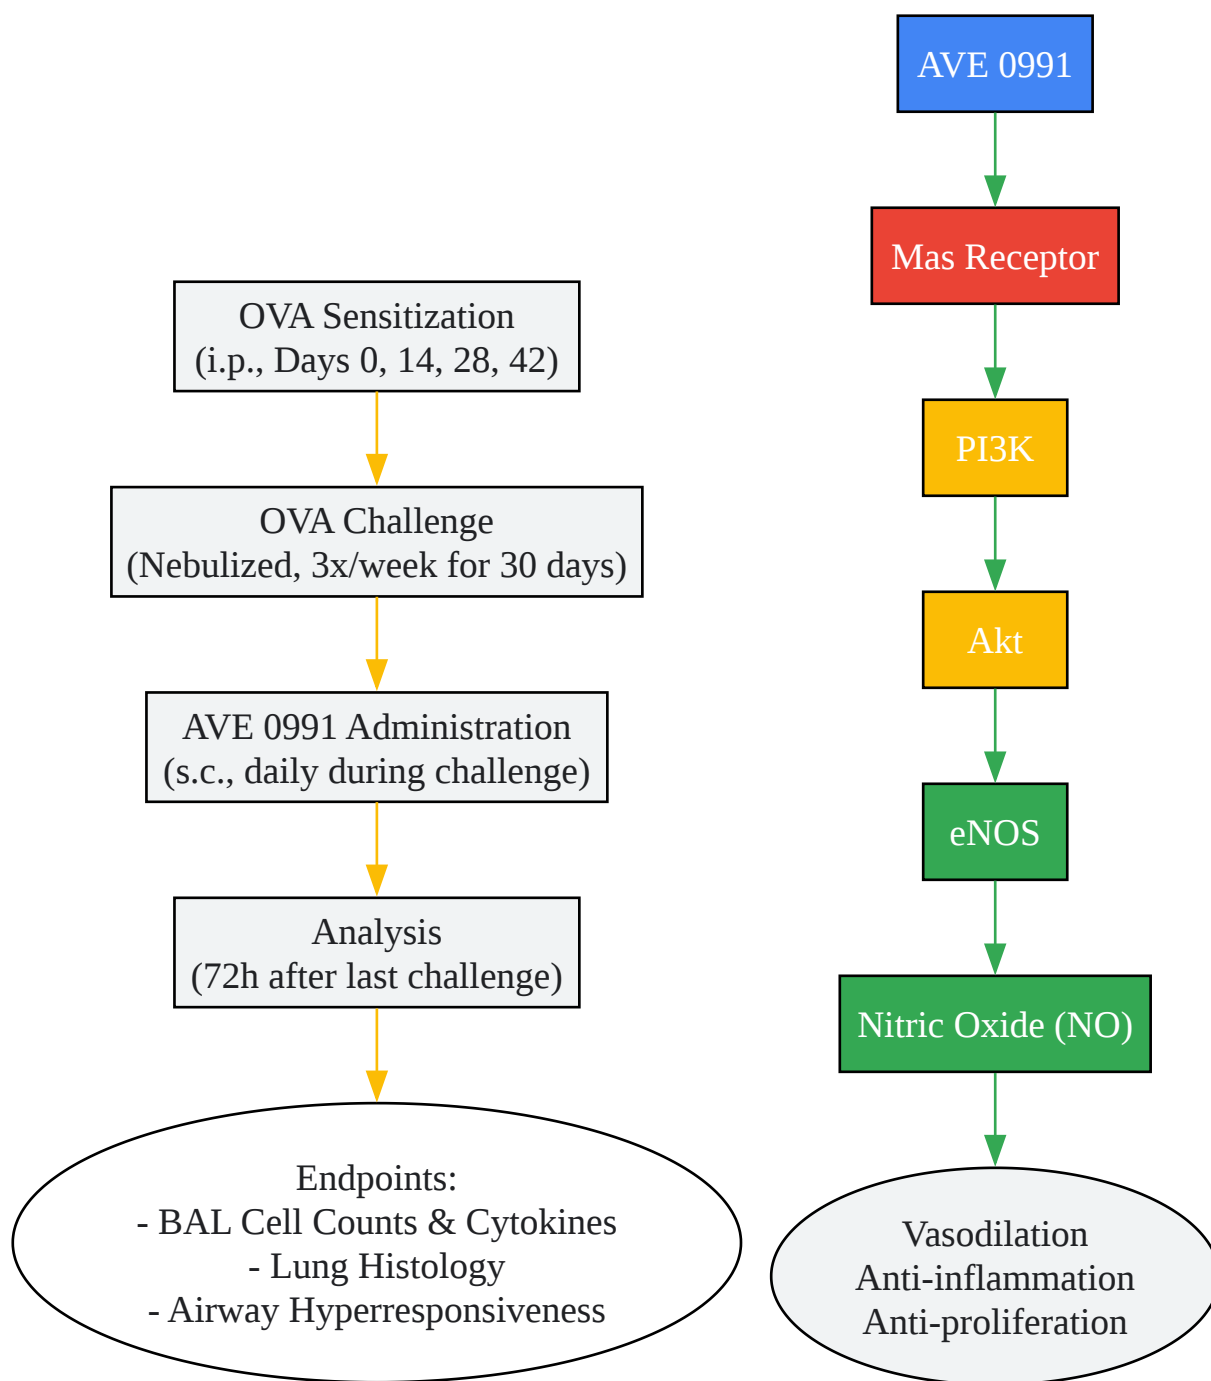 OVA Sensitization
(i.p., Days 0, 14, 28, 42)
OVA Challenge
(Nebulized, 3x/week for 30 days)
AVE 0991 Administration
(s.c., daily during challenge)
Analysis
(72h after last challenge)
Endpoints:
- BAL Cell Counts & Cytokines
- Lung Histology
- Airway Hyperresponsiveness
AVE 0991
Mas Receptor
PI3K
Akt
eNOS
Nitric Oxide (NO)
Vasodilation
Anti-inflammation
Anti-proliferation